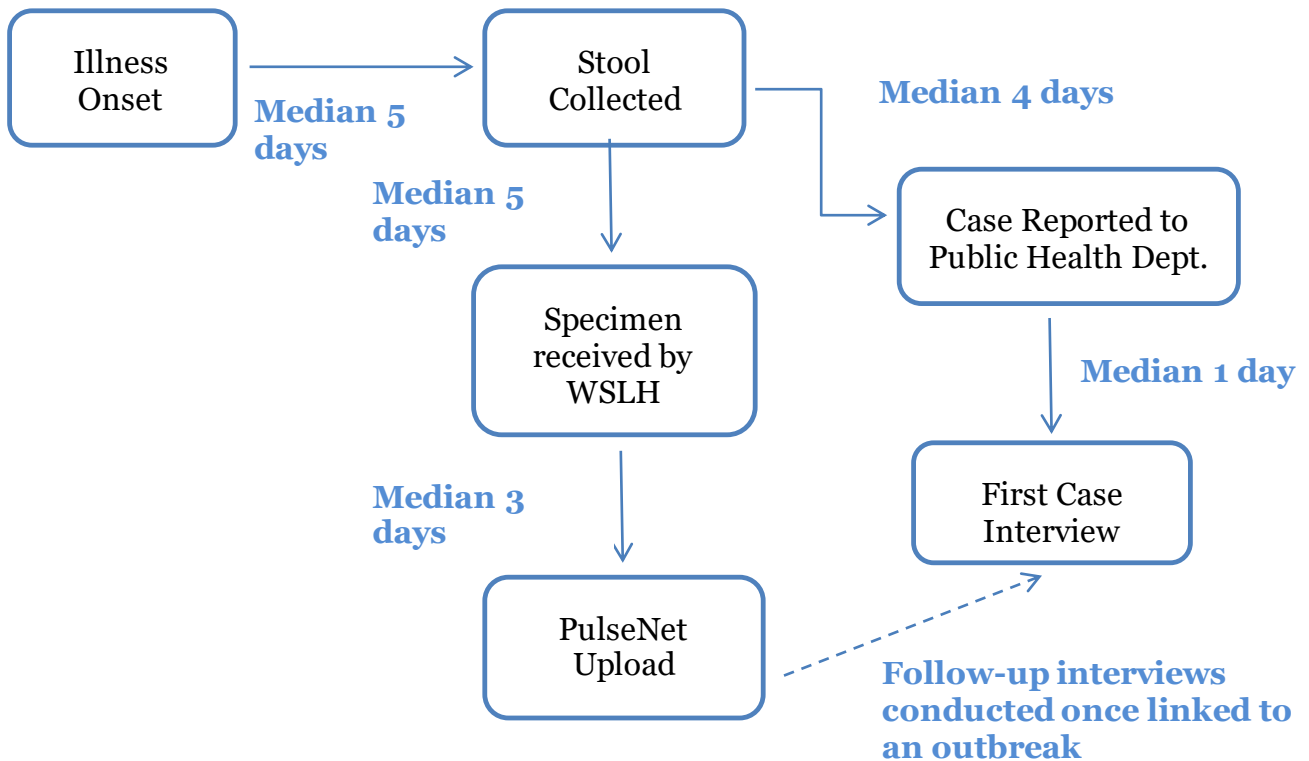 Illness
Onset
Median 5
days
Stool
Collected
Median 4 days
Median 5
days
Case Reported to
Public Health Dept.
Specimen
received by
WSLH
Median 1 day
Median 3
days
First Case
Interview
PulseNet
Upload
Follow-up interviews
conducted once linked to
an outbreak